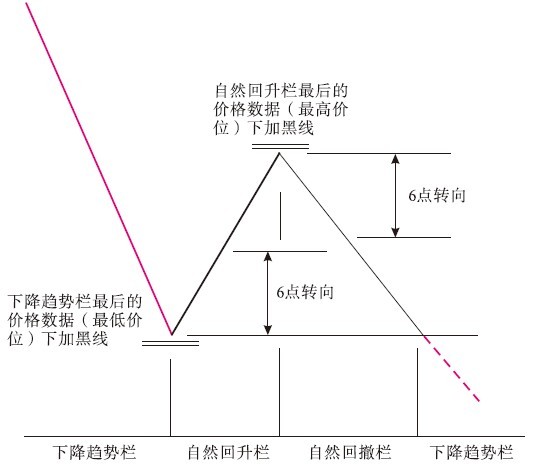 自然回升栏最后的
价格数据（最高价
位）下加黑线
6点转向
6点转向
下降趋势栏最后的
价格数据（最低价
位）下加黑线
下降趋势栏
自然回升栏
自然回撤栏
下降趋势栏